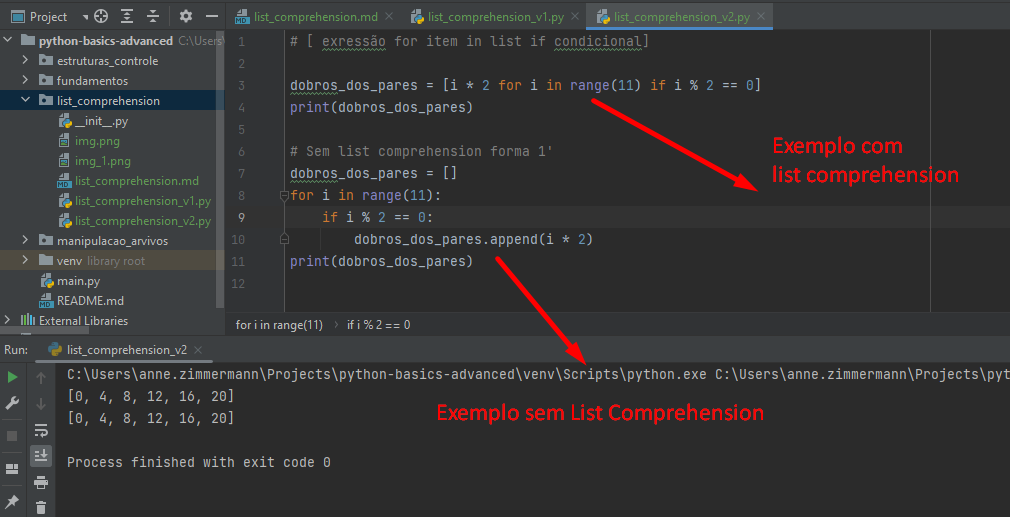 Project
list_comprehension.md
list_comprehension_v1.py
list_comprehension_v2.py
python-basics-advanced C:\Users\
estruturas_controle
fundamentos
list_comprehension
__init__.py
img.png
img_1.png
list_comprehension.md
list_comprehension_v1.py
list_comprehension_v2.py
manipulacao_arvivos
venv library root
main.py
README.md
External Libraries
1 # [ exressão for item in list if condicional]
2
3 dobros_dos_pares = [i * 2 for i in range(11) if i % 2 == 0]
4 print(dobros_dos_pares)
5
6 # Sem list comprehension forma 1'
7 dobros_dos_pares = []
8 for i in range(11):
9 if i % 2 == 0:
10 dobros_dos_pares.append(i * 2)
11 print(dobros_dos_pares)
12
Exemplo com
list comprehension
for i in range(11) › if i % 2 == 0
Run: list_comprehension_v2
C:\Users\anne.zimmermann\Projects\python-basics-advanced\venv\Scripts\python.exe C:\Users\anne.zimmermann\Projects\pyt
[0, 4, 8, 12, 16, 20]
[0, 4, 8, 12, 16, 20]
Exemplo sem List Comprehension
Process finished with exit code 0